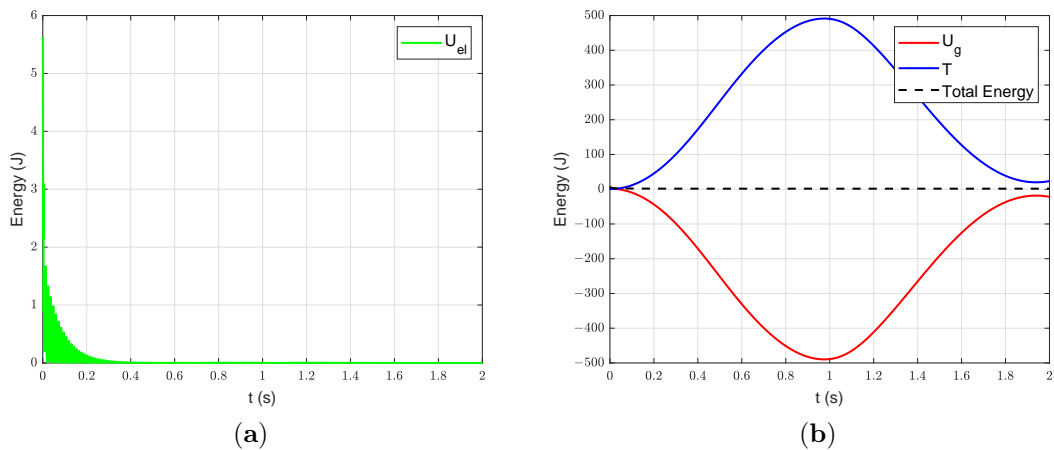 6
5
4
3
2
1
0
Energy (J)
U_el
0 0.2 0.4 0.6 0.8 1 1.2 1.4 1.6 1.8 2
t (s)
(a)
500
400
300
200
100
0
−100
−200
−300
−400
−500
Energy (J)
U_g
T
Total Energy
0 0.2 0.4 0.6 0.8 1 1.2 1.4 1.6 1.8 2
t (s)
(b)